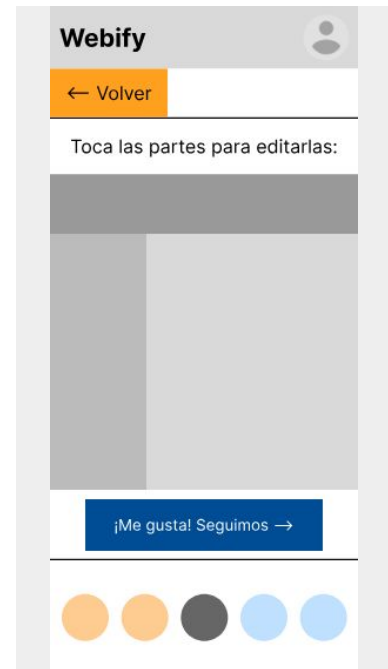 Webify
← Volver
Toca las partes para editarlas:
¡Me gusta! Seguimos →